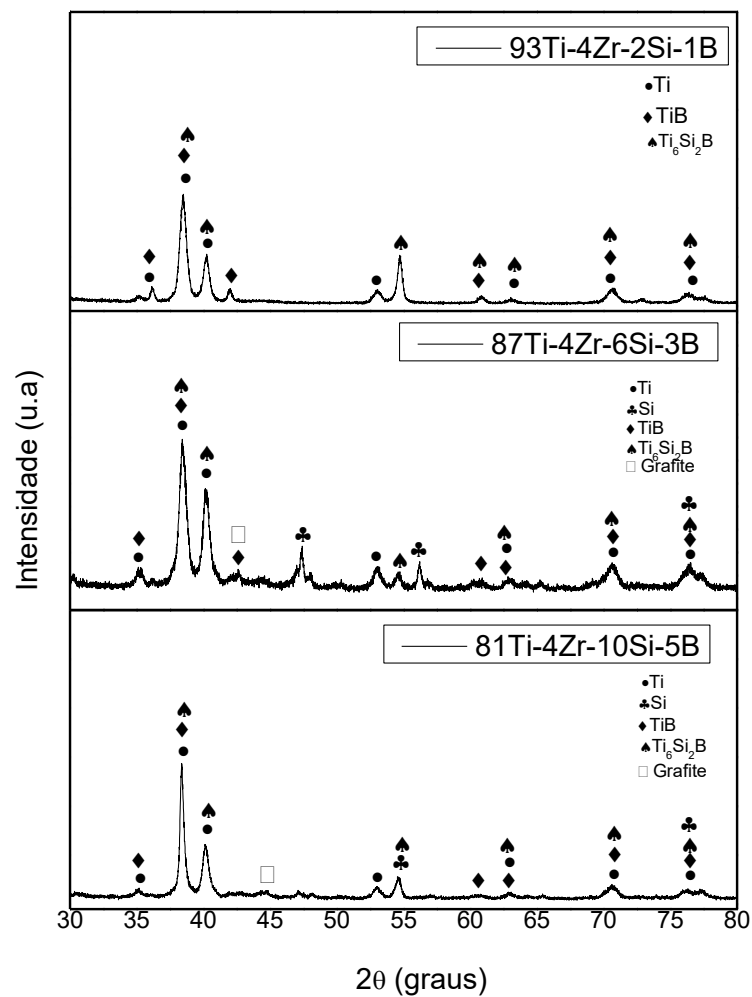 93Ti-4Zr-2Si-1B
●Ti
♦ TiB
♠Ti₆Si₂B
87Ti-4Zr-6Si-3B
●Ti
♣Si
♦ TiB
♠Ti₆Si₂B
□ Grafite
81Ti-4Zr-10Si-5B
●Ti
♣Si
♦ TiB
♠Ti₆Si₂B
□ Grafite
Intensidade (u.a)
30 35 40 45 50 55 60 65 70 75 80
2θ (graus)